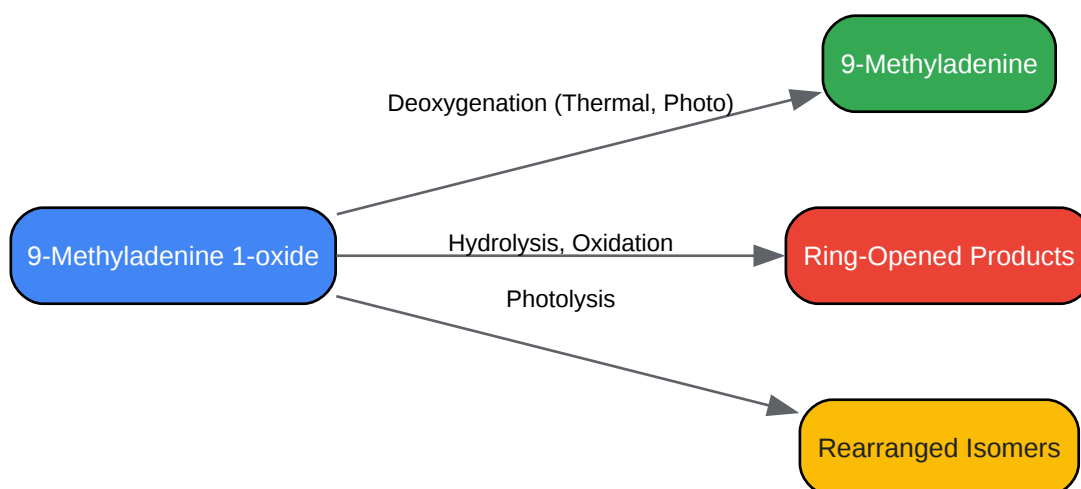 9-Methyladenine
Deoxygenation (Thermal, Photo)
9-Methyladenine 1-oxide
Hydrolysis, Oxidation
Ring-Opened Products
Photolysis
Rearranged Isomers